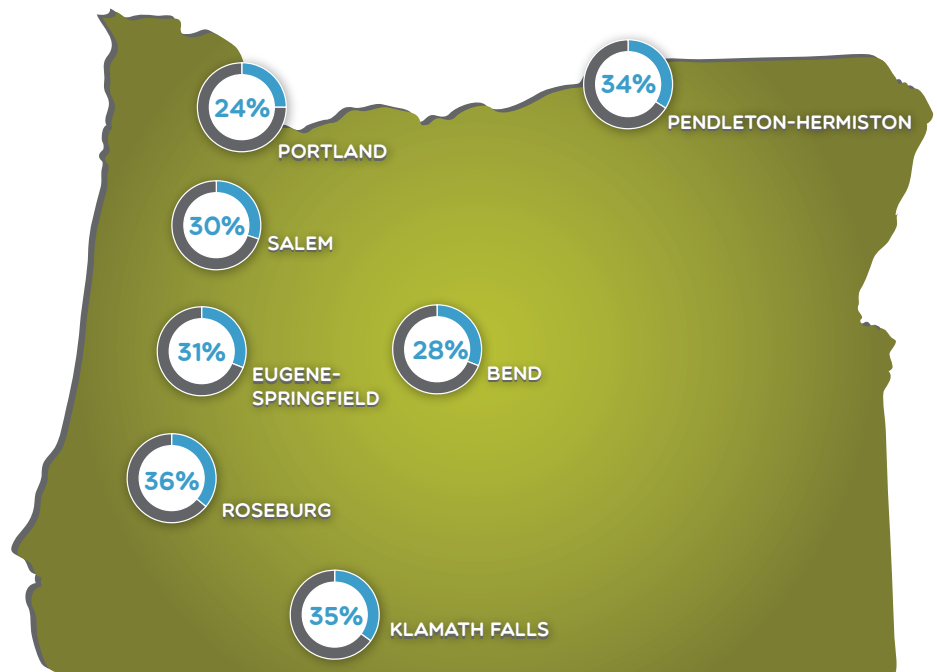 24%
PORTLAND
34%
PENDLETON-HERMISTON
30%
SALEM
31%
EUGENE-
SPRINGFIELD
28%
BEND
36%
ROSEBURG
35%
KLAMATH FALLS